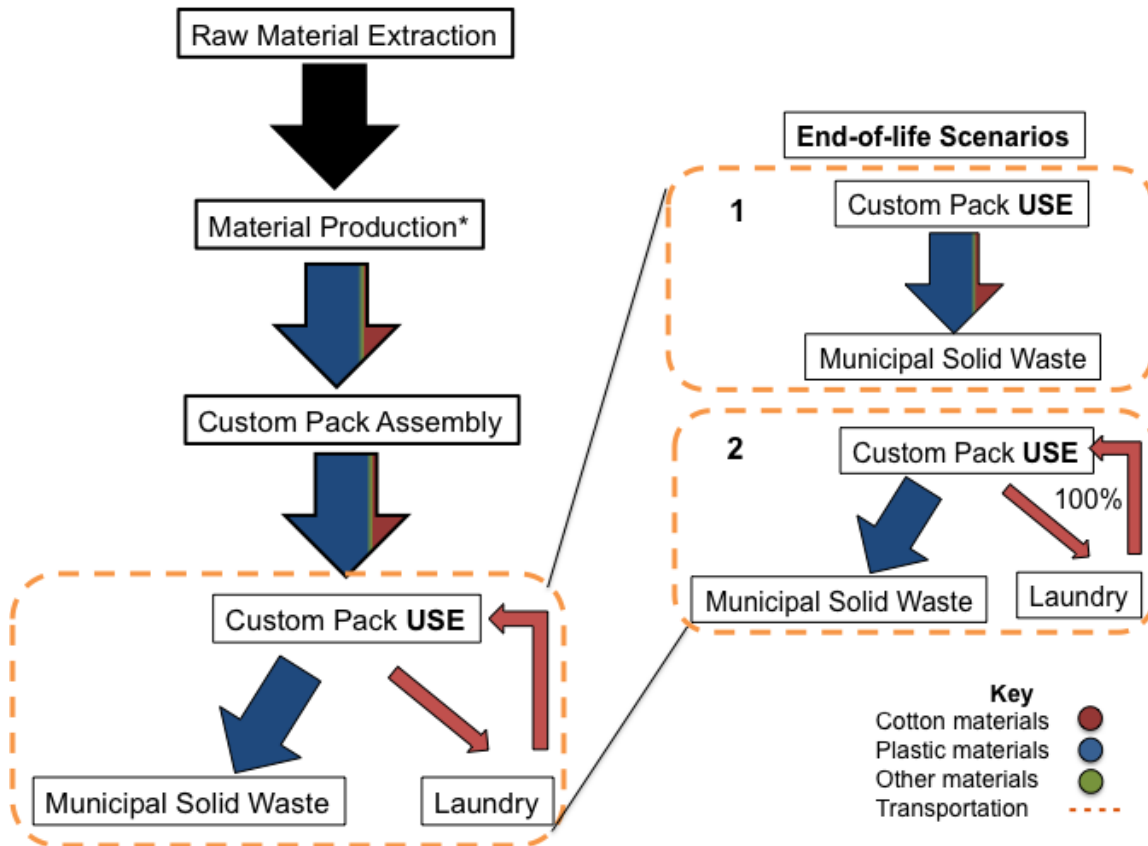 Raw Material Extraction
Material Production*
Custom Pack Assembly
Custom Pack USE
Municipal Solid Waste
Laundry
End-of-life Scenarios
1
Custom Pack USE
Municipal Solid Waste
2
Custom Pack USE
100%
Municipal Solid Waste
Laundry
Key
Cotton materials
Plastic materials
Other materials
Transportation